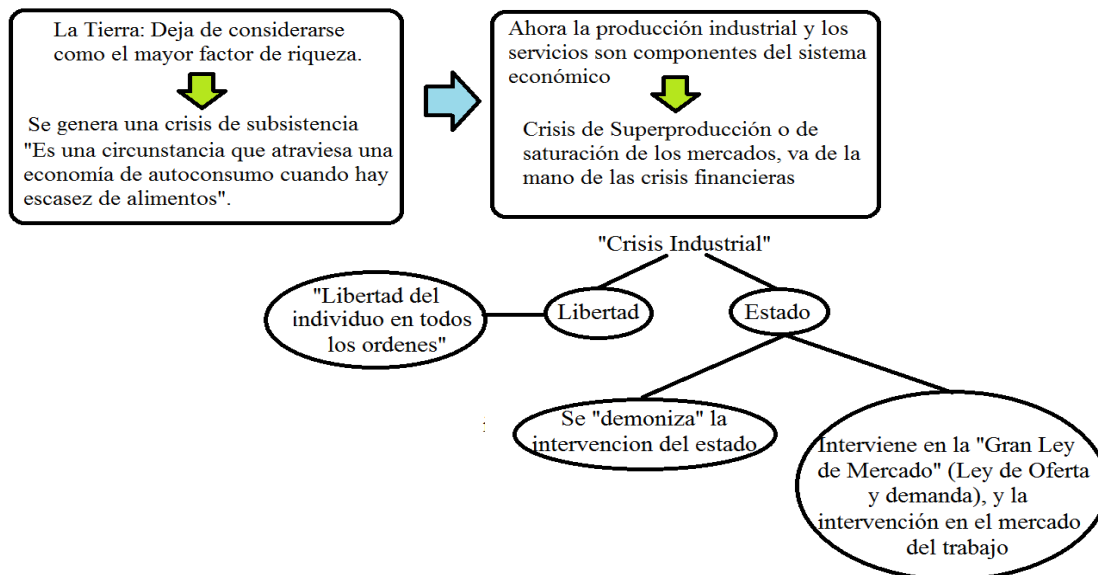 La Tierra: Deja de considerarse
como el mayor factor de riqueza.
Se genera una crisis de subsistencia
"Es una circunstancia que atraviesa una
economía de autoconsumo cuando hay
escasez de alimentos".
Ahora la producción industrial y los
servicios son componentes del sistema
económico
Crisis de Superproducción o de
saturación de los mercados, va de la
mano de las crisis financieras
"Crisis Industrial"
"Libertad del
individuo en todos
los ordenes"
Libertad
Estado
Se "demoniza" la
intervencion del estado
:
Interviene en la "Gran Ley
de Mercado" (Ley de Oferta
y demanda), y la
intervención en el mercado
del trabajo